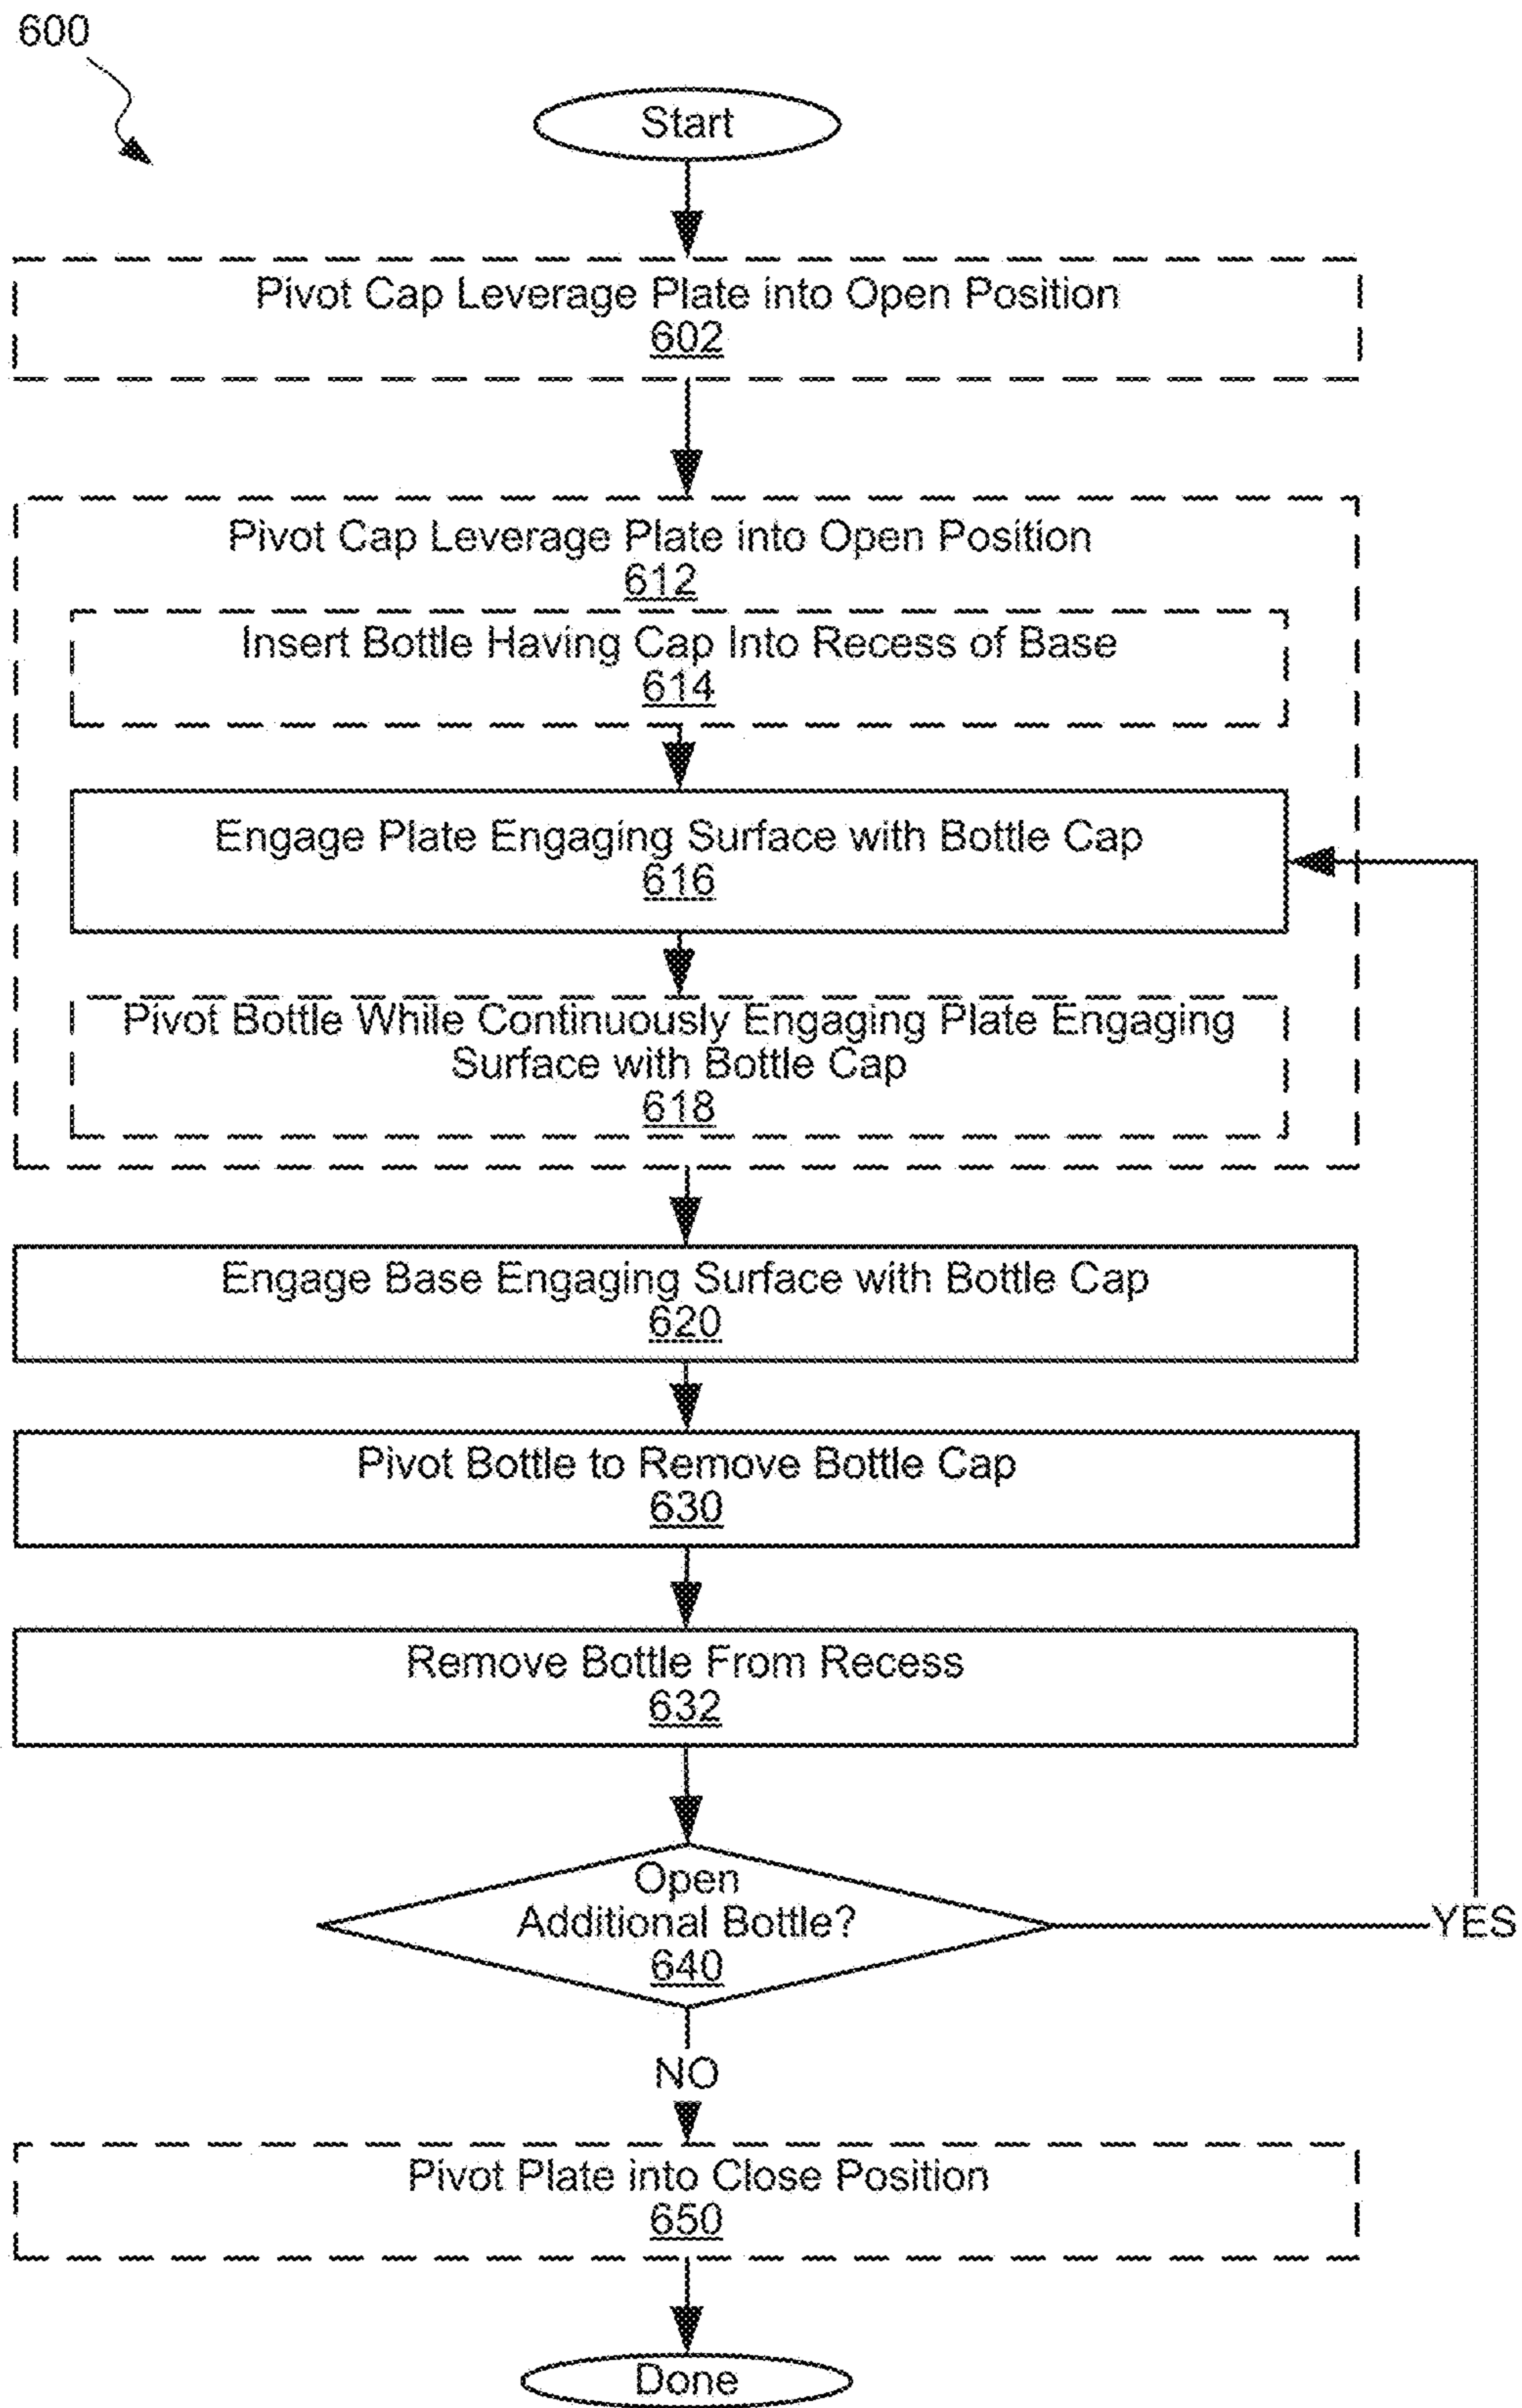 600
Start
Pivot Cap Leverage Plate into Open Position
602
Pivot Cap Leverage Plate into Open Position
612
Insert Bottle Having Cap Into Recess of Base
614
Engage Plate Engaging Surface with Bottle Cap
616
Pivot Bottle While Continuously Engaging Plate Engaging
Surface with Bottle Cap
618
Engage Base Engaging Surface with Bottle Cap
620
Pivot Bottle to Remove Bottle Cap
630
Remove Bottle From Recess
632
Open
Additional Bottle?
640
YES
NO
Pivot Plate into Close Position
650
Done